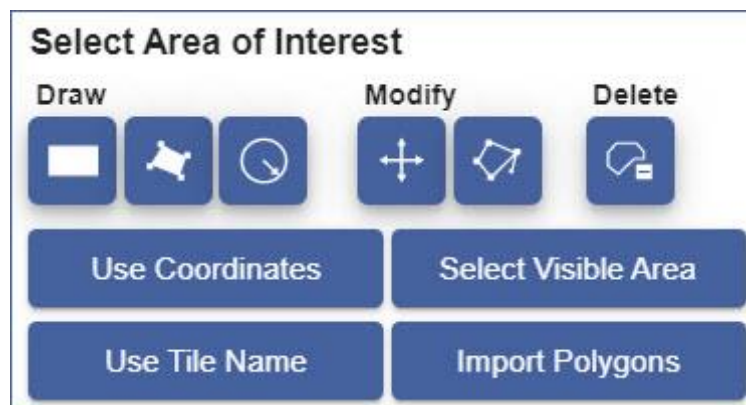 Select Area of Interest
Draw Modify Delete
Use Coordinates Select Visible Area
Use Tile Name Import Polygons